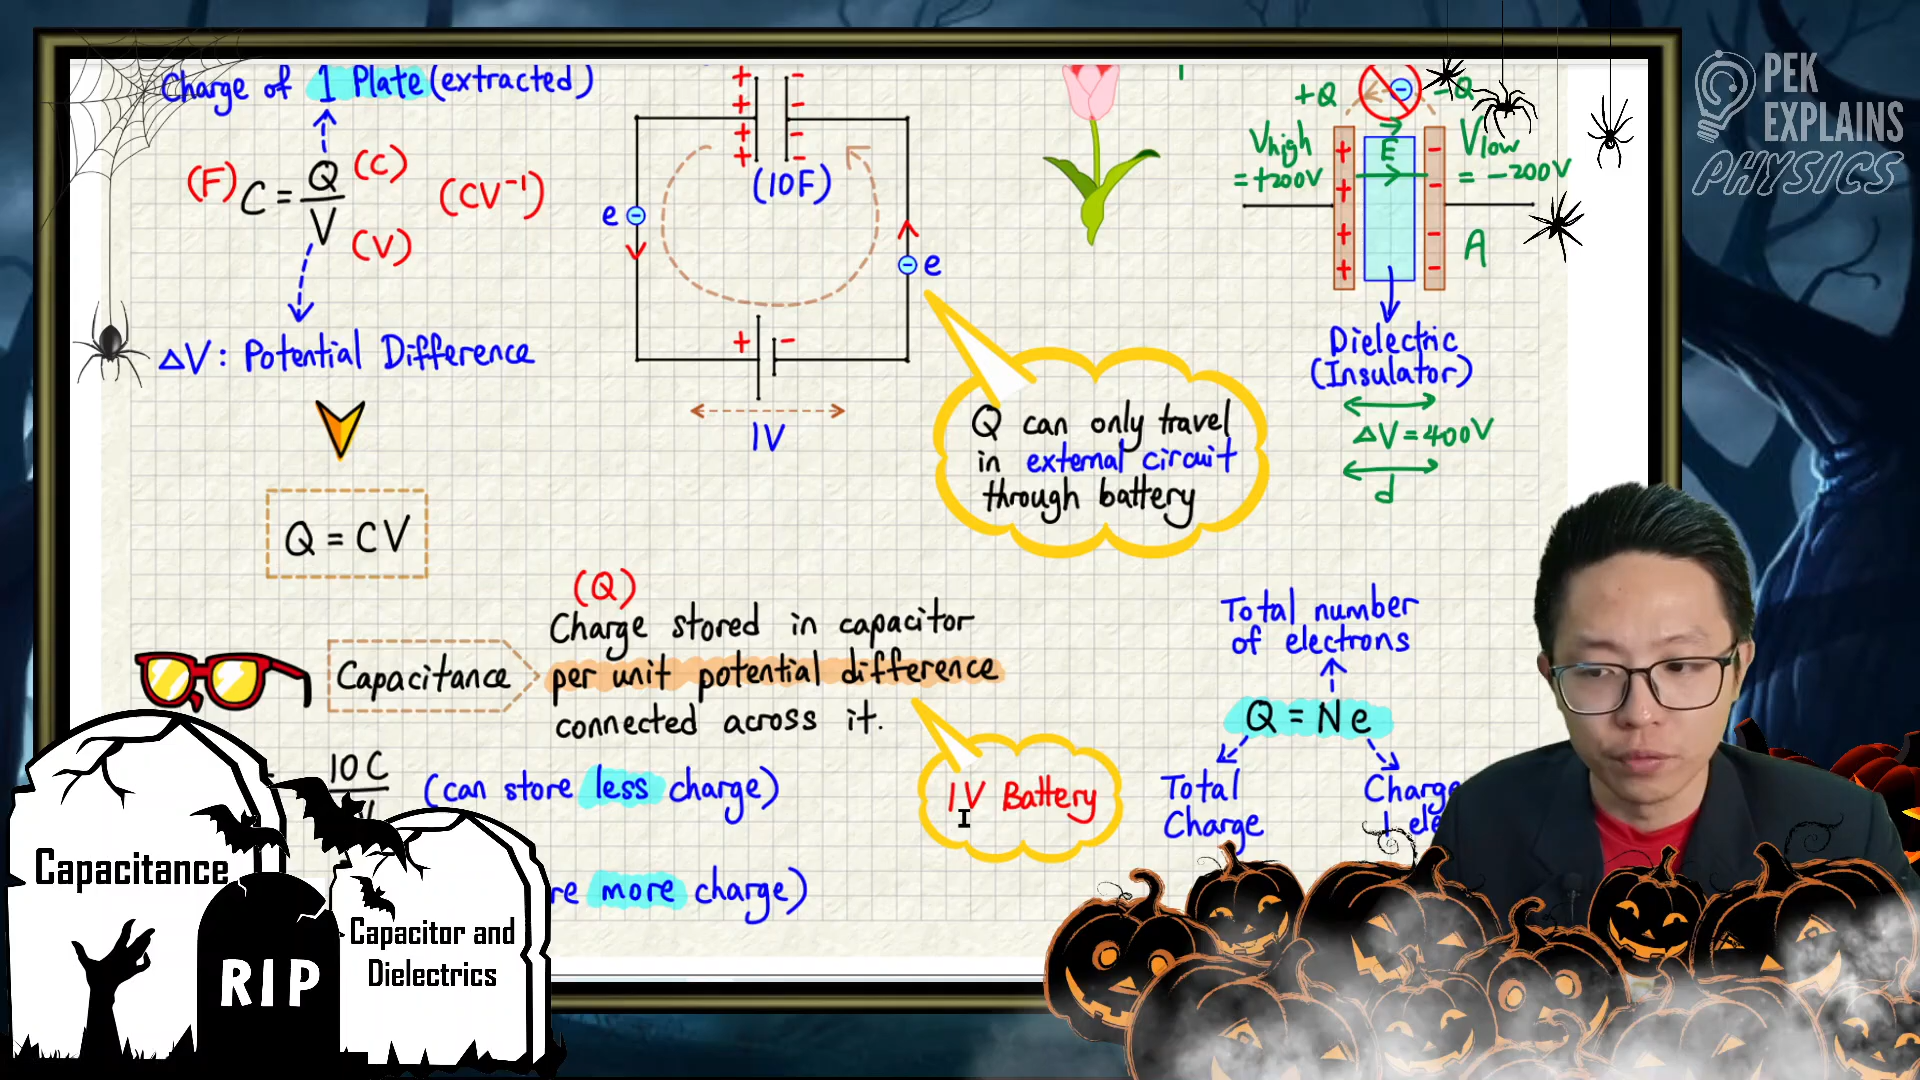 Charge of 1 Plate (extracted)
(F) C = Q/V (C) (V) (CV⁻¹)
ΔV : Potential Difference
Q = CV
+ -
+ -
+ -
+ -
(10F)
e
e
+ -
1V
Q can only travel
in external circuit
through battery
+Q -Q
Vhigh
= +200V
E
Vlow
= -200V
+ -
+ -
+ -
+ -
A
Dielectric
(Insulator)
ΔV = 400V
d
PEK
EXPLAINS
PHYSICS
(Q)
Capacitance
Charge stored in capacitor
per unit potential difference
connected across it.
10C
(can store less charge)
more charge)
1V Battery
Total number
of electrons
Q = Ne
Total
Charge
Charge
Capacitance
RIP
Capacitor and
Dielectrics